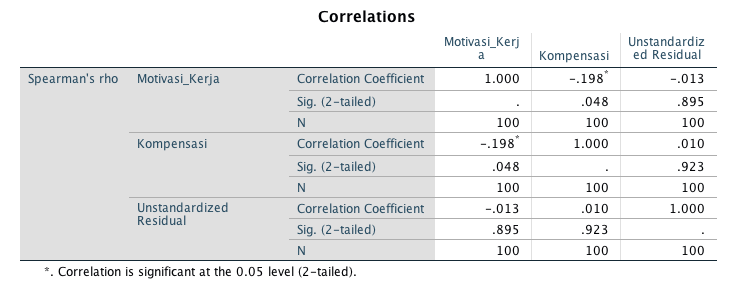 Correlations
Motivasi_Kerj
a
Kompensasi
Unstandardiz
ed Residual
Spearman's rho Motivasi_Kerja Correlation Coefficient 1.000 -.198* -.013
Sig. (2-tailed) . .048 .895
N 100 100 100
Kompensasi Correlation Coefficient -.198* 1.000 .010
Sig. (2-tailed) .048 . .923
N 100 100 100
Unstandardized
Residual
Correlation Coefficient -.013 .010 1.000
Sig. (2-tailed) .895 .923 .
N 100 100 100
*. Correlation is significant at the 0.05 level (2-tailed).